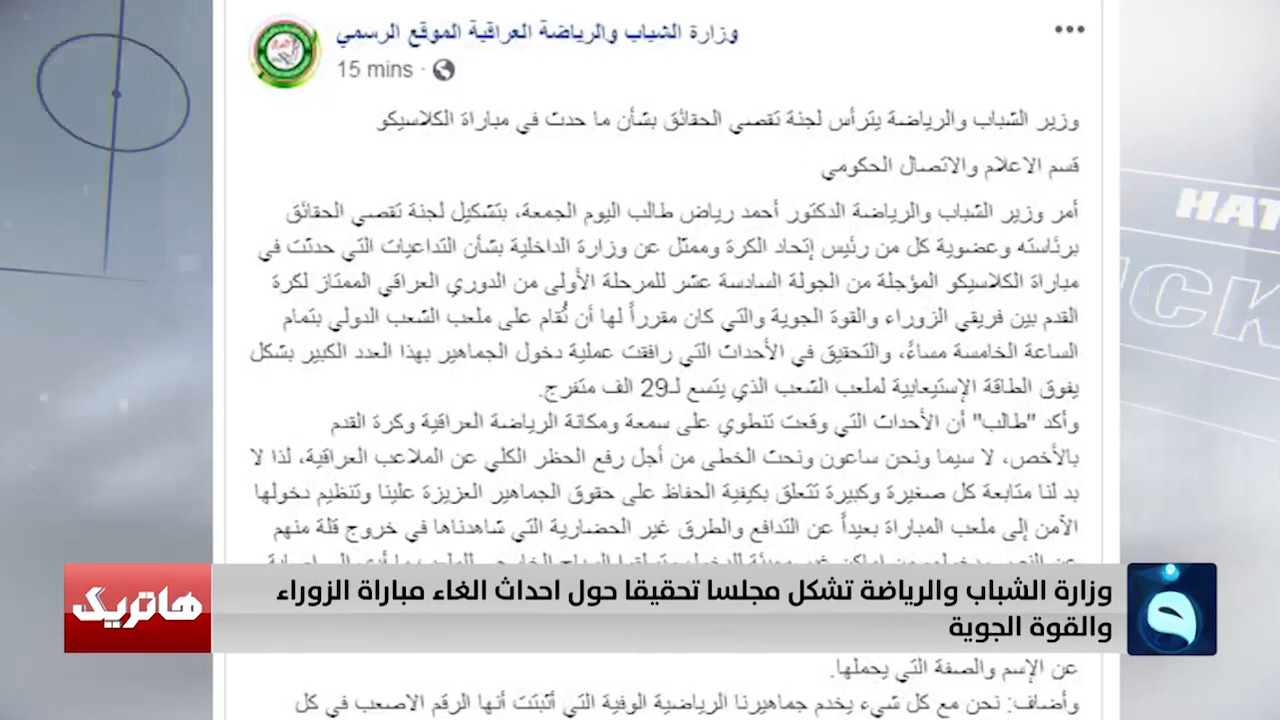 وزارة الشباب والرياضة العراقية الموقع الرسمي
15 mins ·
وزير الشباب والرياضة يترأس لجنة تقصي الحقائق بشأن ما حدث في مباراة الكلاسيكو
قسم الاعلام والاتصال الحكومي
أمر وزير الشباب والرياضة الدكتور أحمد رياض طالب اليوم الجمعة، بتشكيل لجنة تقصي الحقائق
برئاسته وعضوية كل من رئيس إتحاد الكرة وممثل عن وزارة الداخلية بشأن التداعيات التي حدثت في
مباراة الكلاسيكو المؤجلة من الجولة السادسة عشر للمرحلة الأولى من الدوري العراقي الممتاز لكرة
القدم بين فريقي الزوراء والقوة الجوية والتي كان مقرراً لها أن تُقام على ملعب الشعب الدولي بتمام
الساعة الخامسة مساءً، والتحقيق في الأحداث التي رافقت عملية دخول الجماهير بهذا العدد الكبير بشكل
يفوق الطاقة الإستيعابية لملعب الشعب الذي يتسع لـ29 الف متفرج.
وأكد "طالب" أن الأحداث التي وقعت تنطوي على سمعة ومكانة الرياضة العراقية وكرة القدم
بالأخص، لا سيما ونحن ساعون ونحث الخطى من أجل رفع الحظر الكلي عن الملاعب العراقية، لذا لا
بد لنا متابعة كل صغيرة وكبيرة تتعلق بكيفية الحفاظ على حقوق الجماهير العزيزة علينا وتنظيم دخولها
الآمن إلى ملعب المباراة بعيداً عن التدافع والطرق غير الحضارية التي شاهدناها في خروج قلة منهم
وزارة الشباب والرياضة تشكل مجلسا تحقيقا حول احداث الغاء مباراة الزوراء
والقوة الجوية
هاتريك
عن الإسم والصفة التي يحملها.
وأضاف: نحن مع كل شيء يخدم جماهيرنا الرياضية الوفية التي أثبتت أنها الرقم الاصعب في كل
HAT
UCK